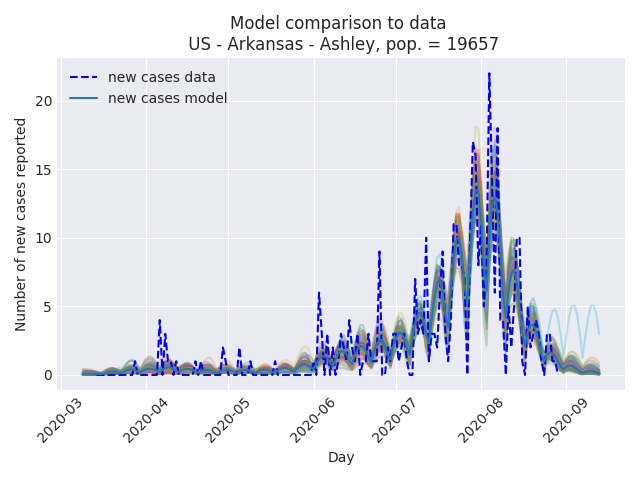 Model comparison to data
US - Arkansas - Ashley, pop. = 19657
new cases data
new cases model
Number of new cases reported
20
15
10
5
0
2020-03
2020-04
2020-05
2020-06
2020-07
2020-08
2020-09
Day